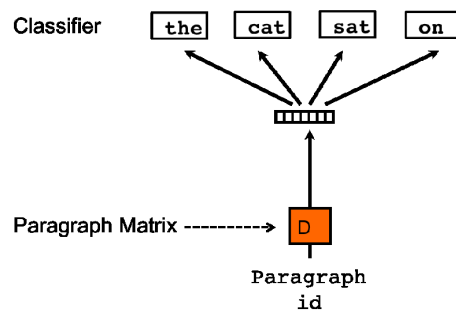 Classifier the cat sat on
Paragraph Matrix D
Paragraph
id